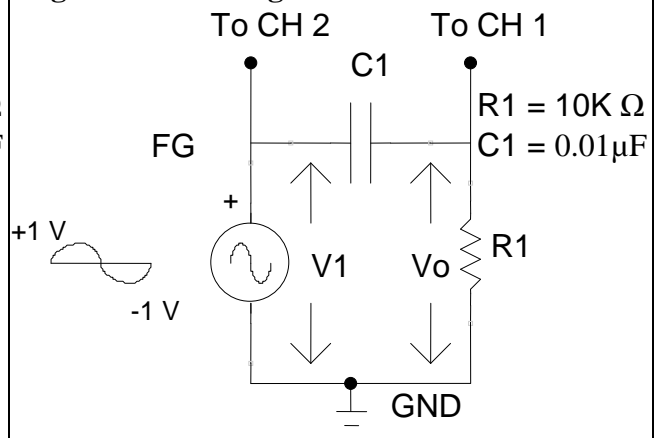 To CH 2 To CH 1
C1
R1 = 10K Ω
FG
C1 = 0.01µF
+
+1 V
V1
Vo
R1
-1 V
GND